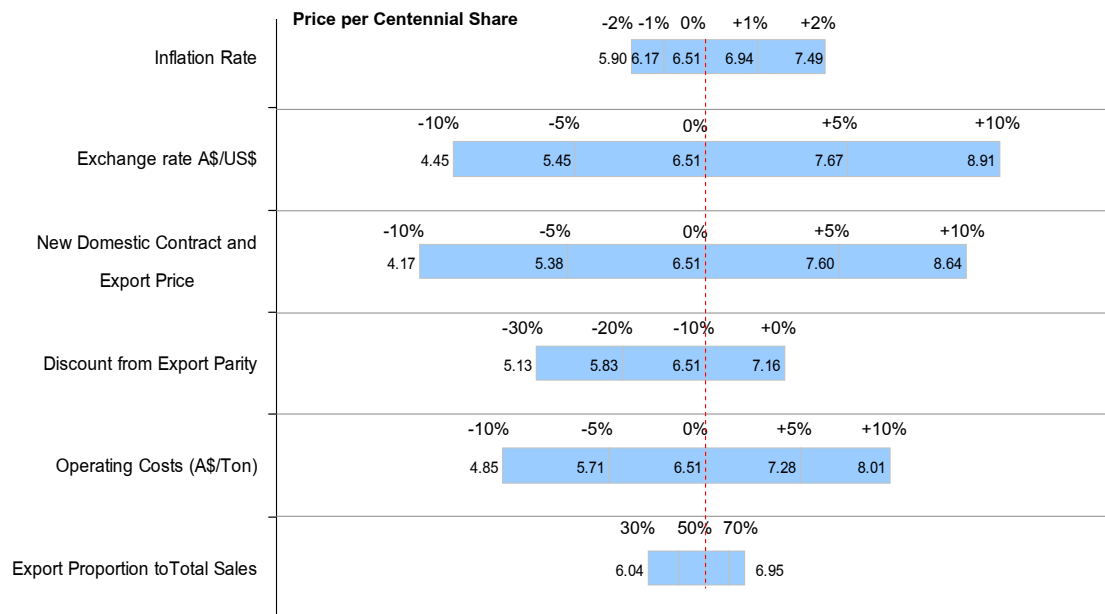 Price per Centennial Share
-2% -1% 0% +1% +2%
Inflation Rate
5.90 6.17 6.51 6.94 7.49
-10% -5% 0% +5% +10%
Exchange rate A$/US$
4.45 5.45 6.51 7.67 8.91
-10% -5% 0% +5% +10%
New Domestic Contract and
Export Price
4.17 5.38 6.51 7.60 8.64
-30% -20% -10% +0%
Discount from Export Parity
5.13 5.83 6.51 7.16
-10% -5% 0% +5% +10%
Operating Costs (A$/Ton)
4.85 5.71 6.51 7.28 8.01
30% 50% 70%
Export Proportion toTotal Sales
6.04 6.95